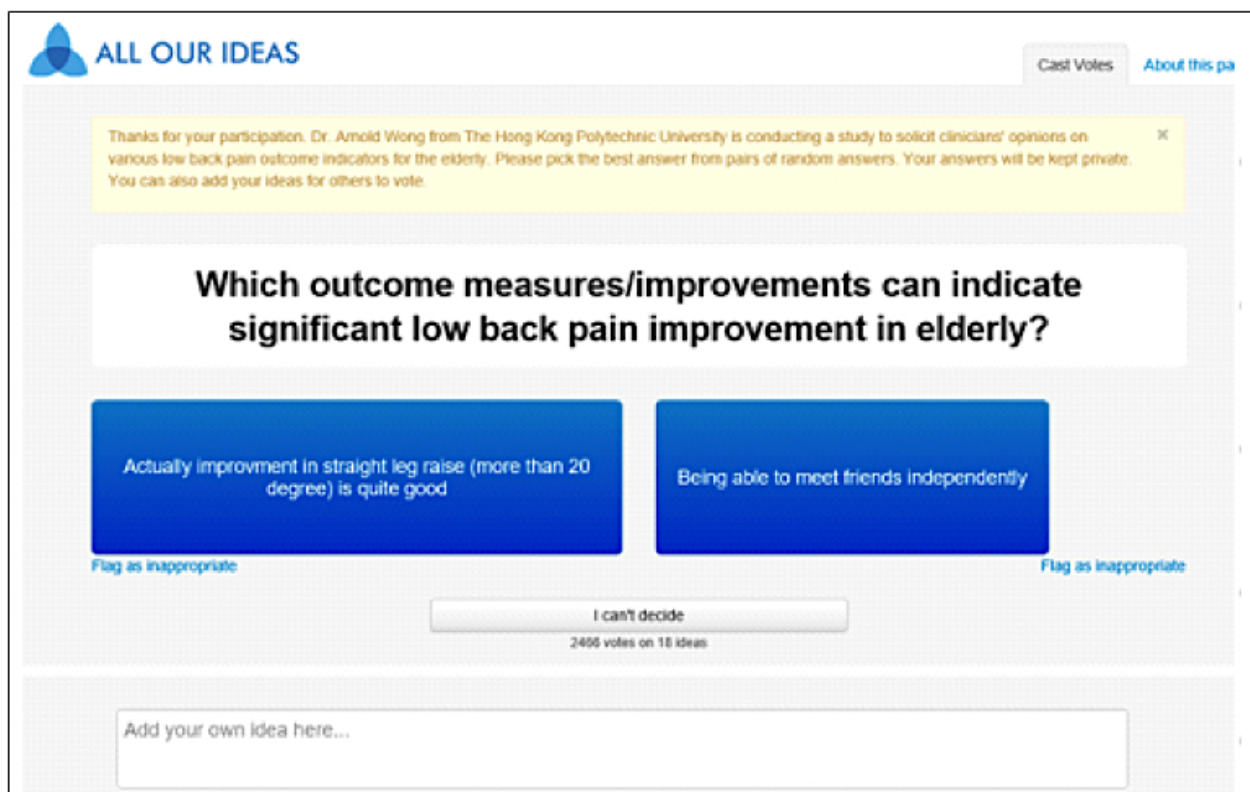 ALL OUR IDEAS
Cast Votes
About this pa
Thanks for your participation. Dr. Arnold Wong from The Hong Kong Polytechnic University is conducting a study to solicit clinicians' opinions on
various low back pain outcome indicators for the elderly. Please pick the best answer from pairs of random answers. Your answers will be kept private.
You can also add your ideas for others to vote.
Which outcome measures/improvements can indicate
significant low back pain improvement in elderly?
Actually improvment in straight leg raise (more than 20
degree) is quite good
Being able to meet friends independently
Flag as inappropriate
Flag as inappropriate
I can't decide
2466 votes on 18 ideas
Add your own idea here...